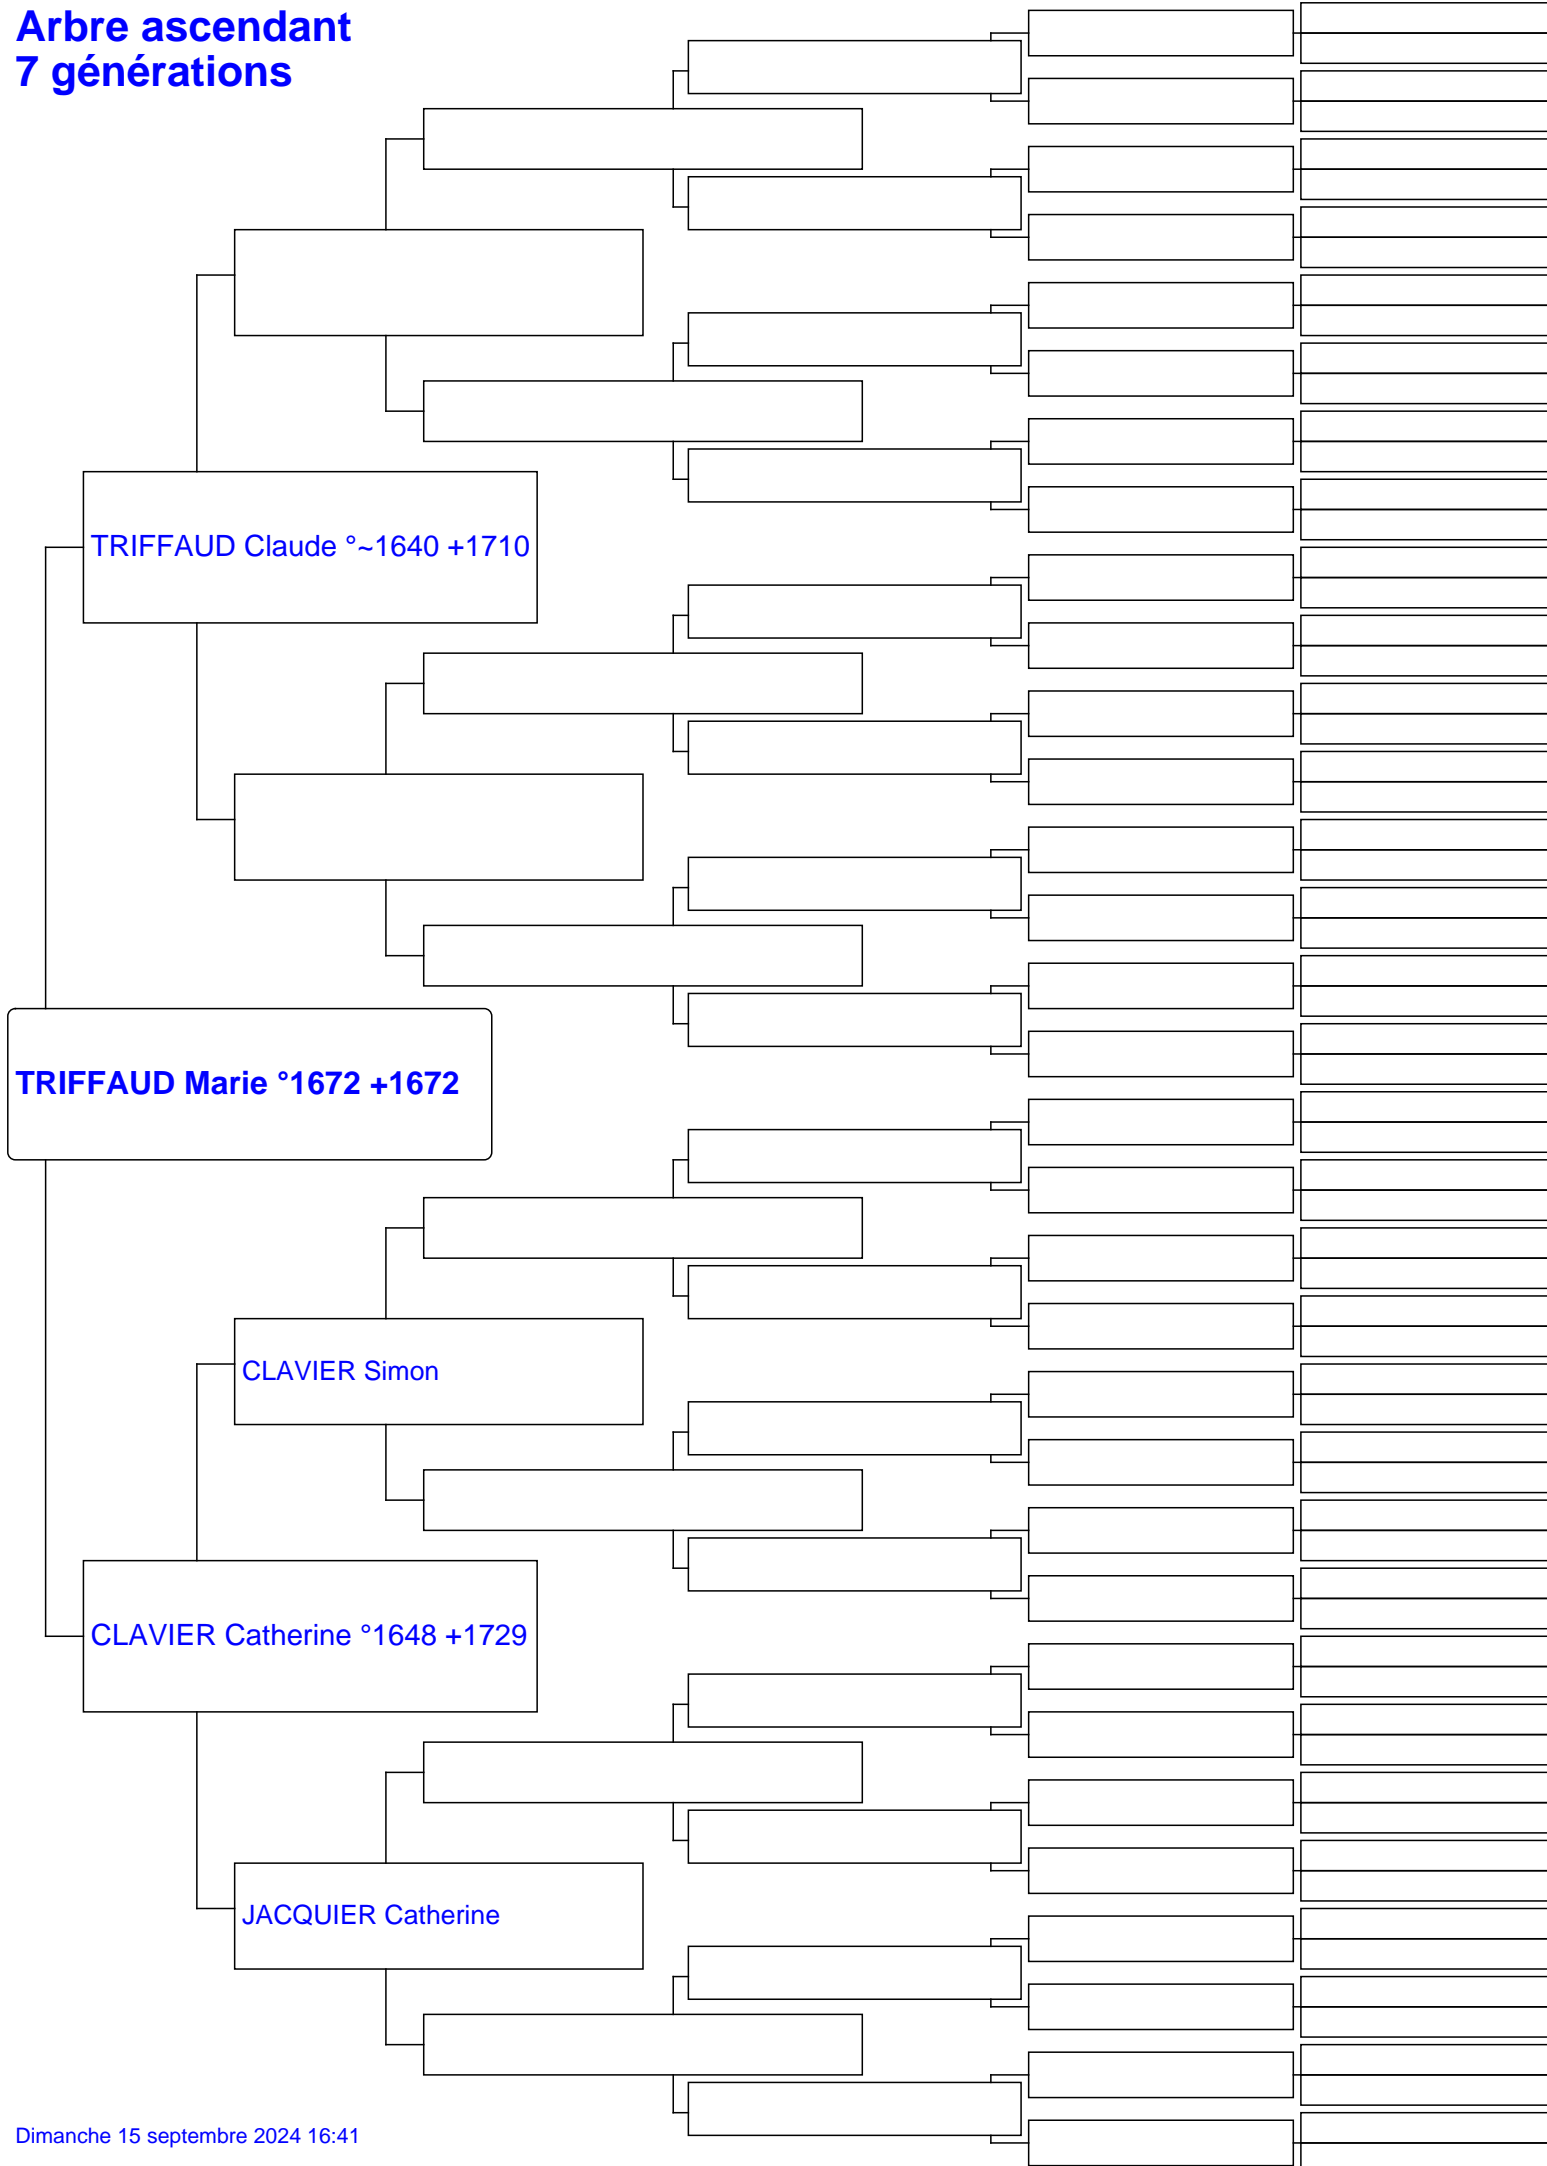 Arbre ascendant
7 générations
TRIFFAUD Claude °~1640 +1710
TRIFFAUD Marie °1672 +1672
CLAVIER Simon
CLAVIER Catherine °1648 +1729
JACQUIER Catherine
Dimanche 15 septembre 2024 16:41